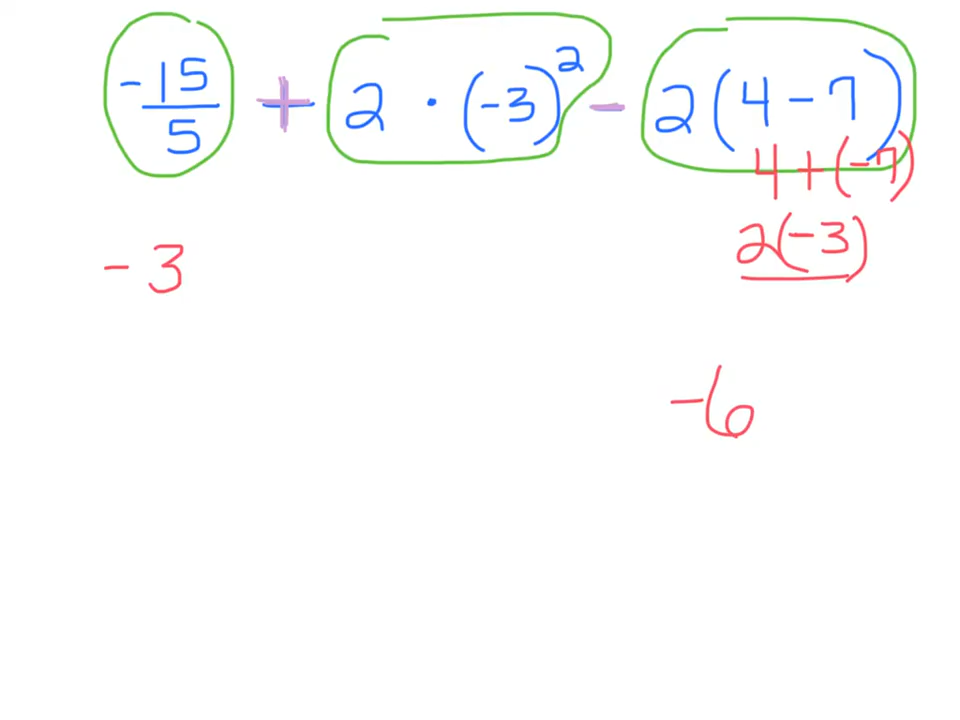 -15/5 + 2 · (-3)² - 2(4 - 7)
4 + (-7)
2(-3)
-3
-6